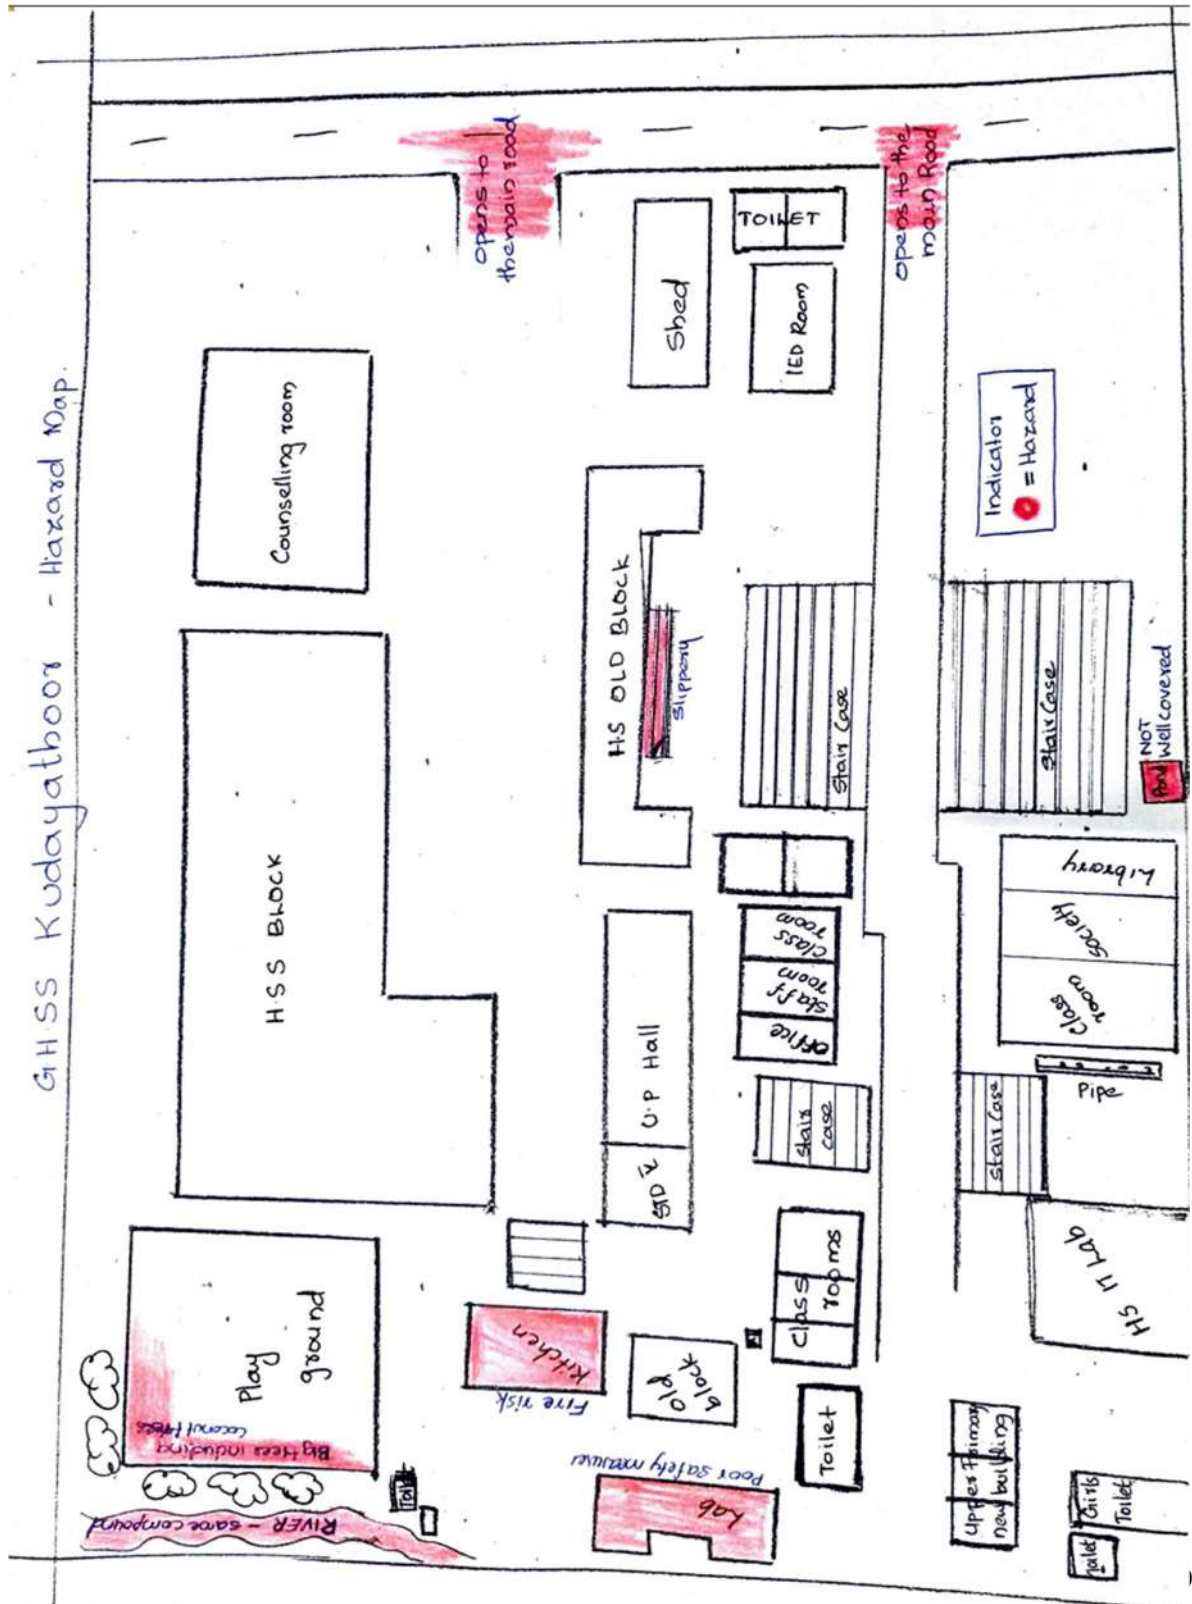 GHSS Kudayathoor - Hazard Map.
opens to
the main road
opens to the
main Road
TOILET
Shed
IED Room
Counselling room
Indicator
= Hazard
H.S OLD BLOCK
Slippery
Stair Case
StairCase
NOT
Well covered
Pond
H.S S BLOCK
Library
Society
Class
room
Class
room
Staff
room
office
U.P Hall
STD X
Stair
case
Pipe
Stair Case
Class
rooms
HS IT Lab
Play
ground
Big trees including
coconut trees
Kitchen
Fire risk
old
block
Toilet
Poor safety measures
Lab
Upper Primary
new building
Girls
Toilet
Toilet
Toilet
RIVER - same compound